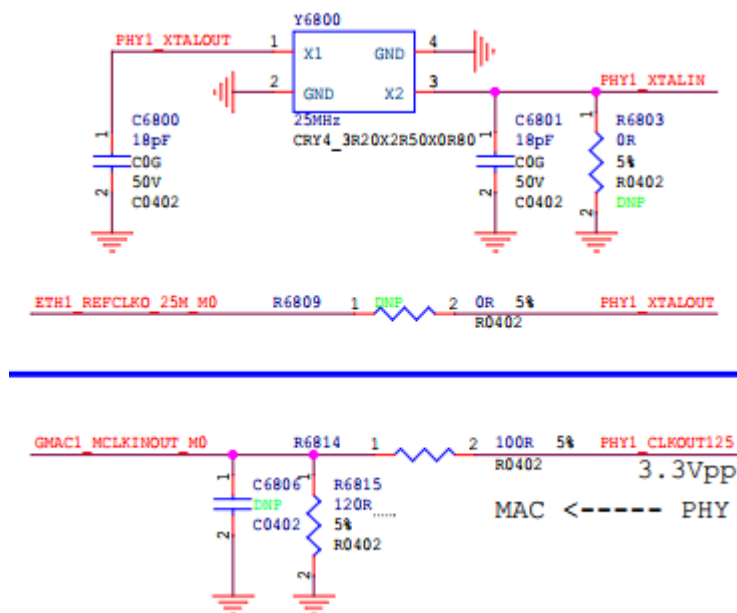 Y6800
PHY1_XTALOUT
1
X1
GND
4
2
GND
X2
3
PHY1_XTALIN
25MHz
CRY4_3R20X2R50X0R80
1
C6800
18pF
C0G
50V
C0402
2
1
C6801
18pF
C0G
50V
C0402
2
1
R6803
0R
5%
R0402
DNP
2
ETH1_REFCLKO_25M_M0
R6809
1
DNP
2
0R
5%
R0402
PHY1_XTALOUT
GMAC1_MCLKINOUT_M0
R6814
1
2
100R
5%
R0402
PHY1_CLKOUT125
3.3Vpp
MAC <----- PHY
1
C6806
DNP
C0402
2
1
R6815
120R
5%
R0402
2